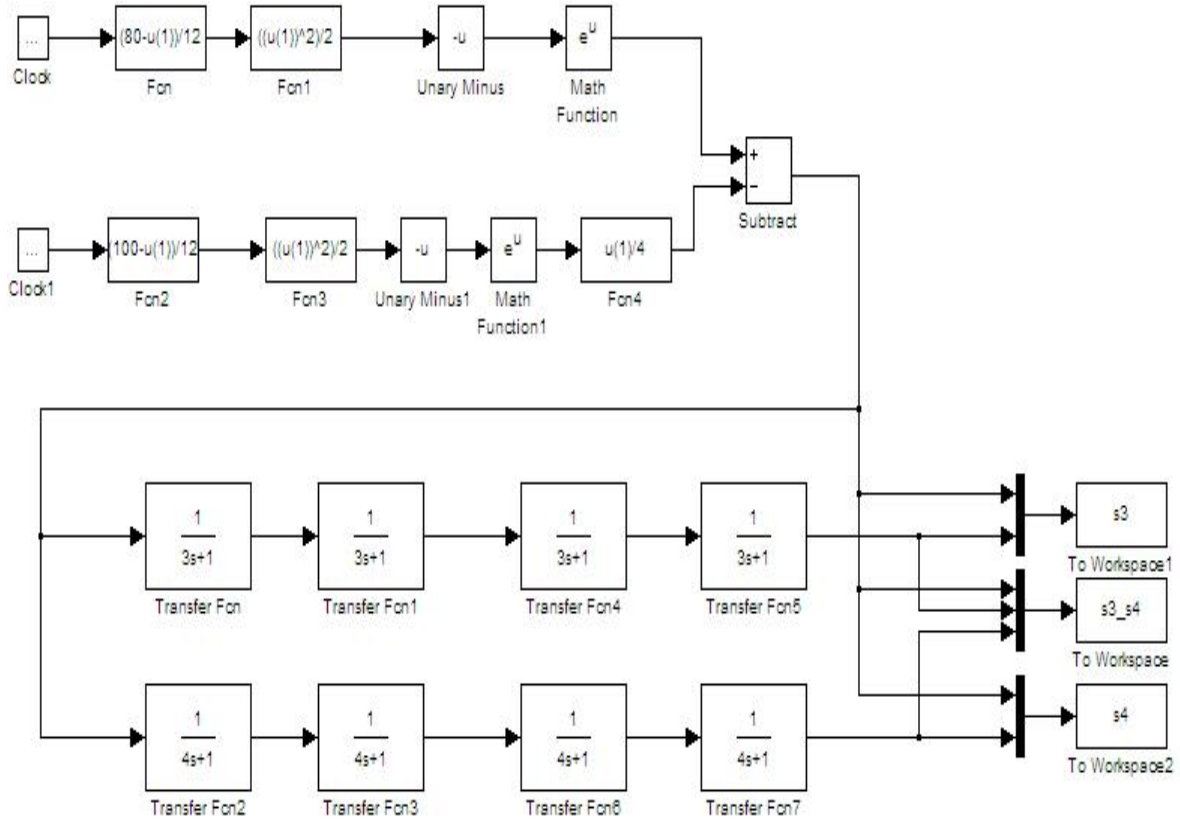 ...
(80-u(1))/12
((u(1))^2)/2
-u
e^u
Clock
Fcn
Fcn1
Unary Minus
Math
Function
+
−
Subtract
...
(100-u(1))/12
((u(1))^2)/2
-u
e^u
u(1)/4
Clock1
Fcn2
Fcn3
Unary Minus1
Math
Function1
Fcn4
1
3s+1
Transfer Fcn
1
3s+1
Transfer Fcn1
1
3s+1
Transfer Fcn4
1
3s+1
Transfer Fcn5
s3
To Workspace1
s3_s4
To Workspace
1
4s+1
Transfer Fcn2
1
4s+1
Transfer Fcn3
1
4s+1
Transfer Fcn6
1
4s+1
Transfer Fcn7
s4
To Workspace2